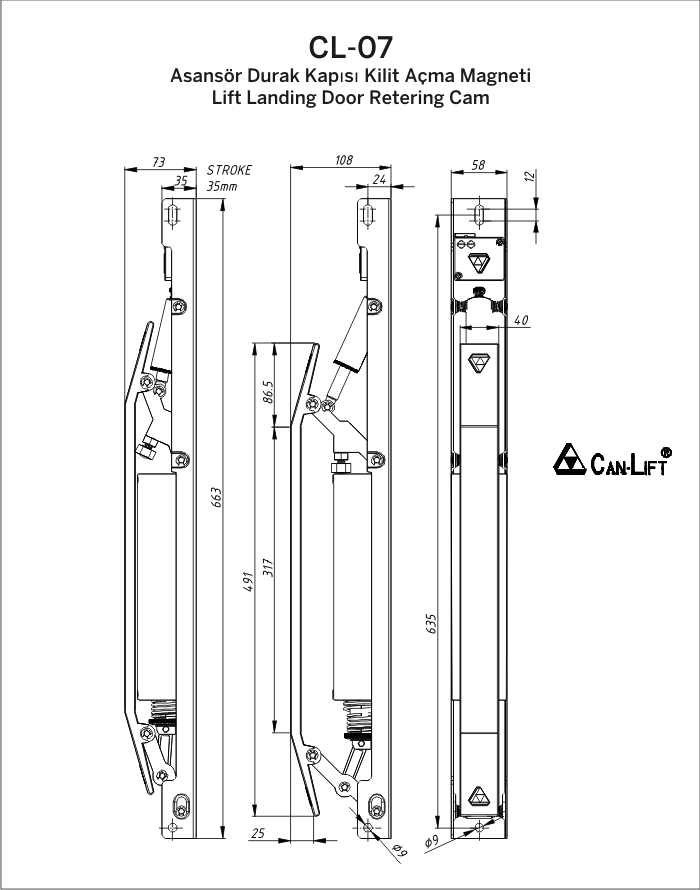 CL-07
Asansör Durak Kapısı Kilit Açma Magneti
Lift Landing Door Retering Cam
73
STROKE
35mm
35
108
24
58
12
40
86.5
663
491
317
635
CAN-LIFT®
25
Ø9
Ø9